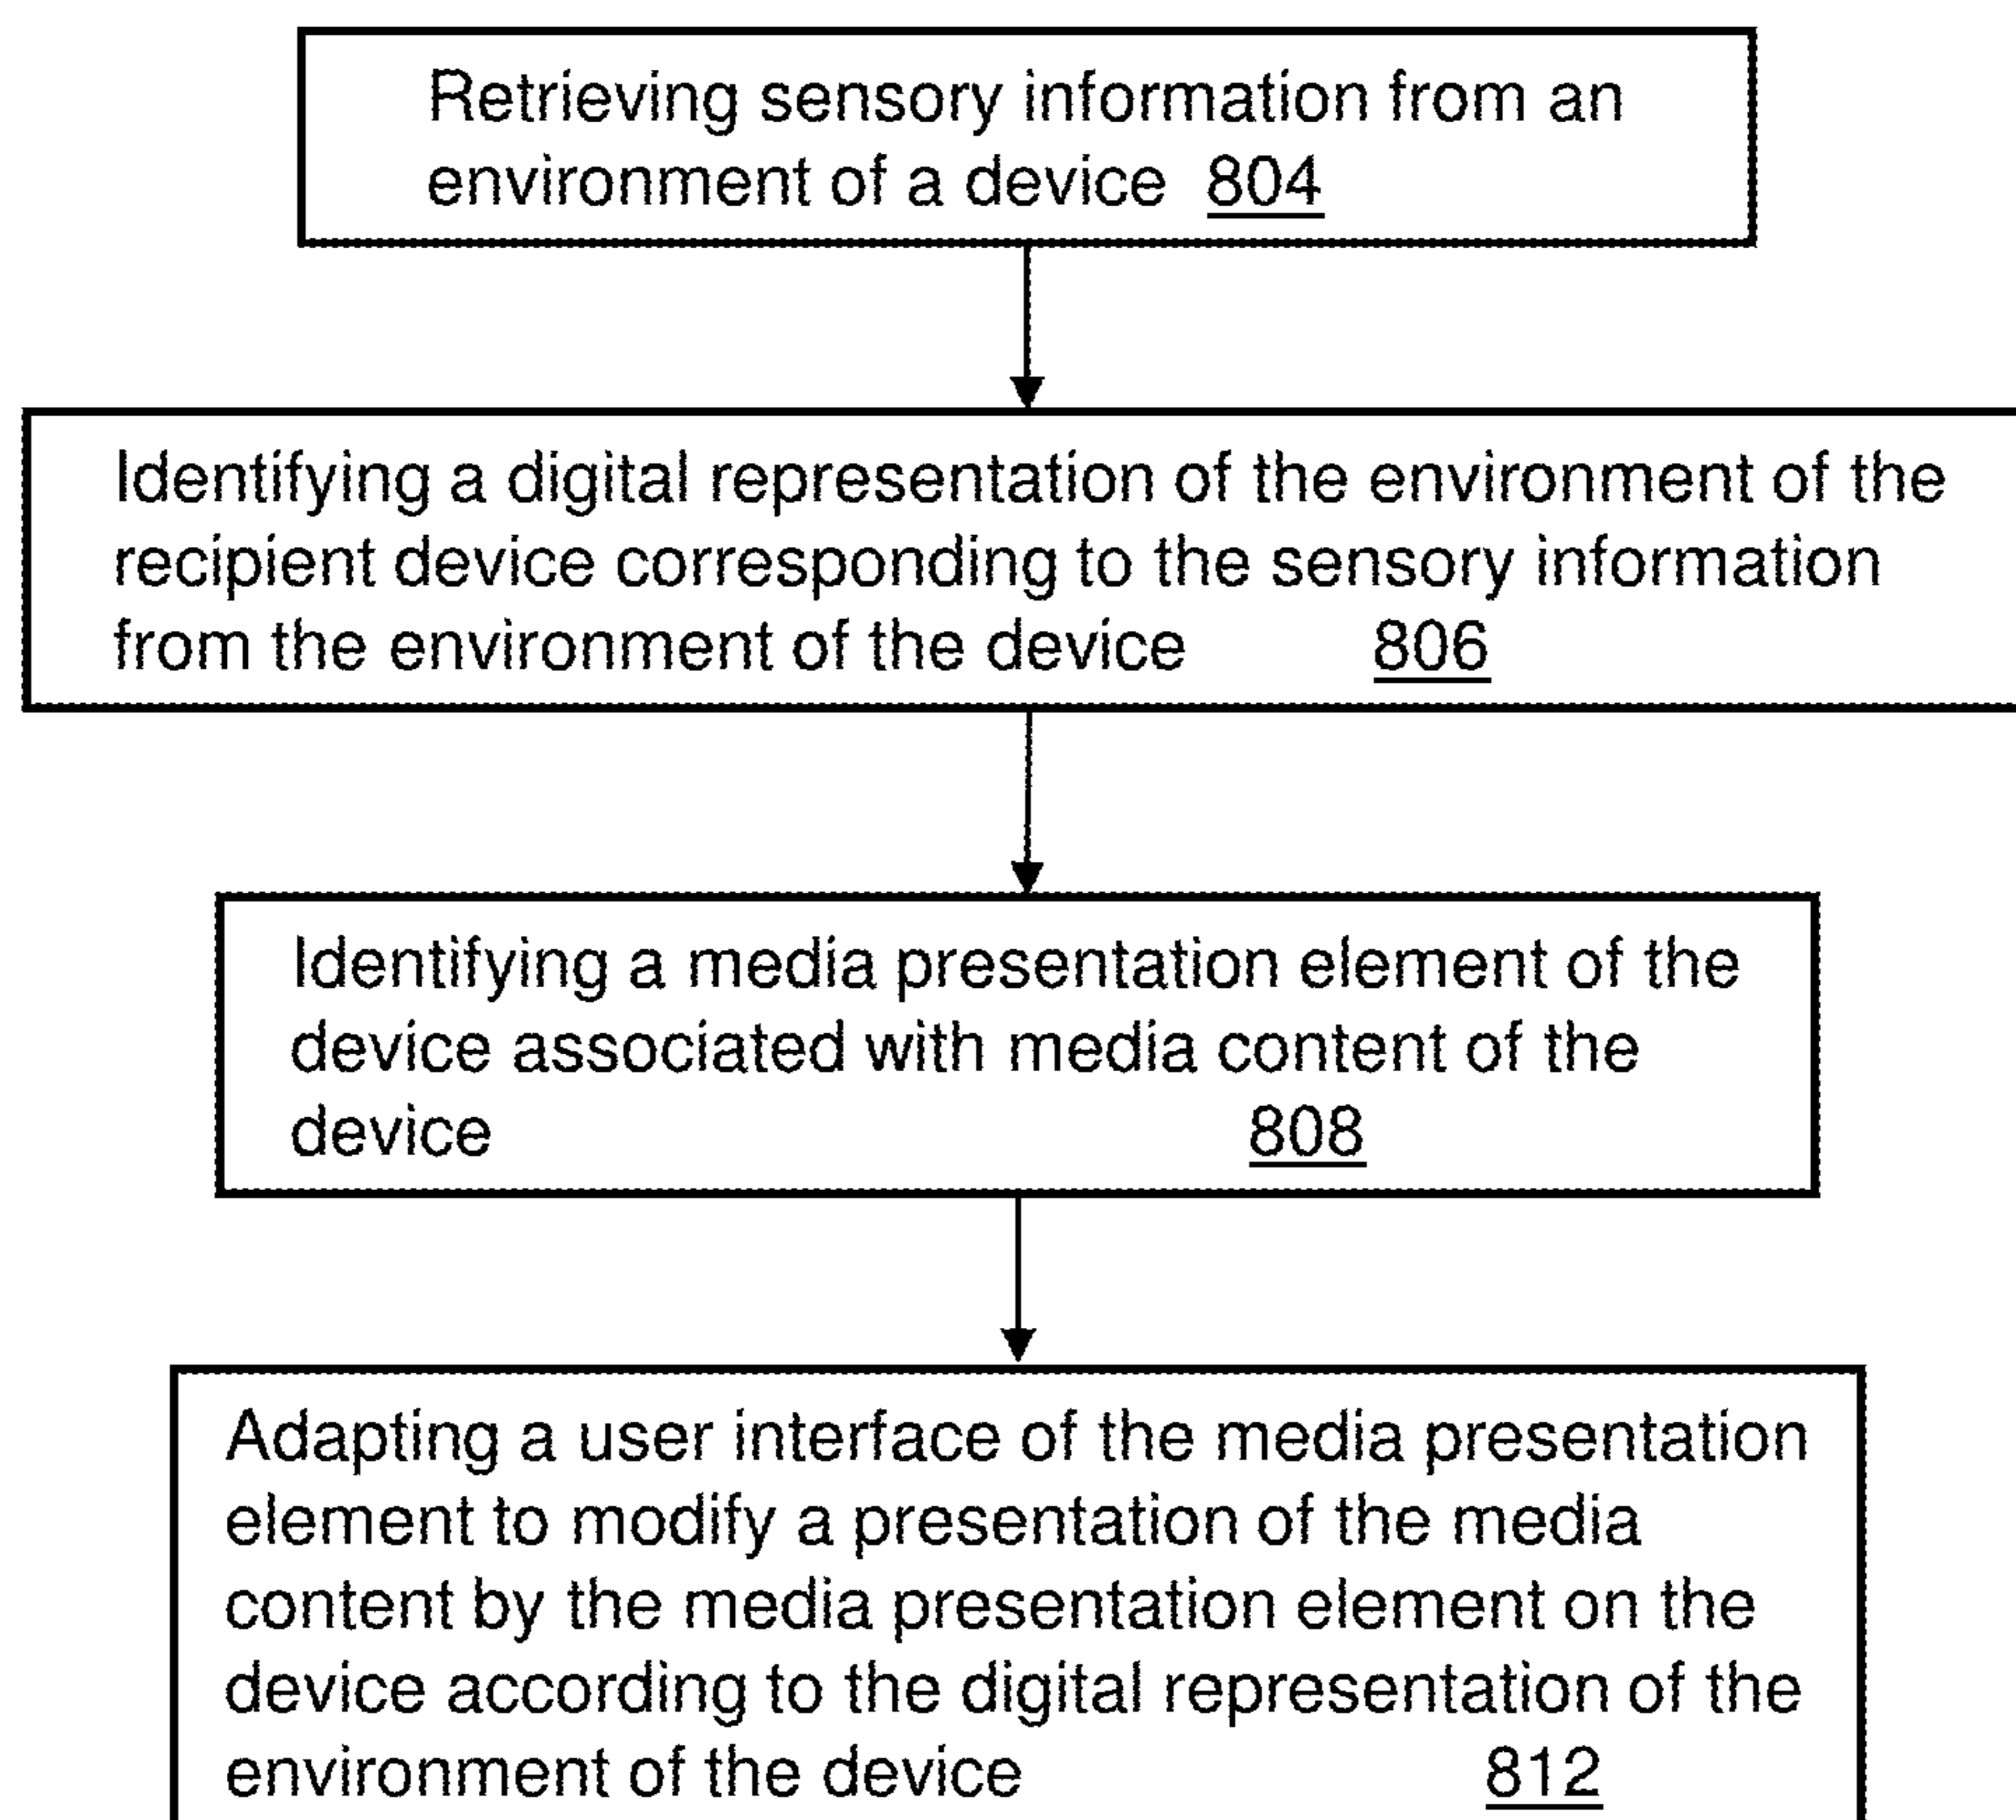 Retrieving sensory information from an
environment of a device 804
Identifying a digital representation of the environment of the
recipient device corresponding to the sensory information
from the environment of the device 806
Identifying a media presentation element of the
device associated with media content of the
device 808
Adapting a user interface of the media presentation
element to modify a presentation of the media
content by the media presentation element on the
device according to the digital representation of the
environment of the device 812